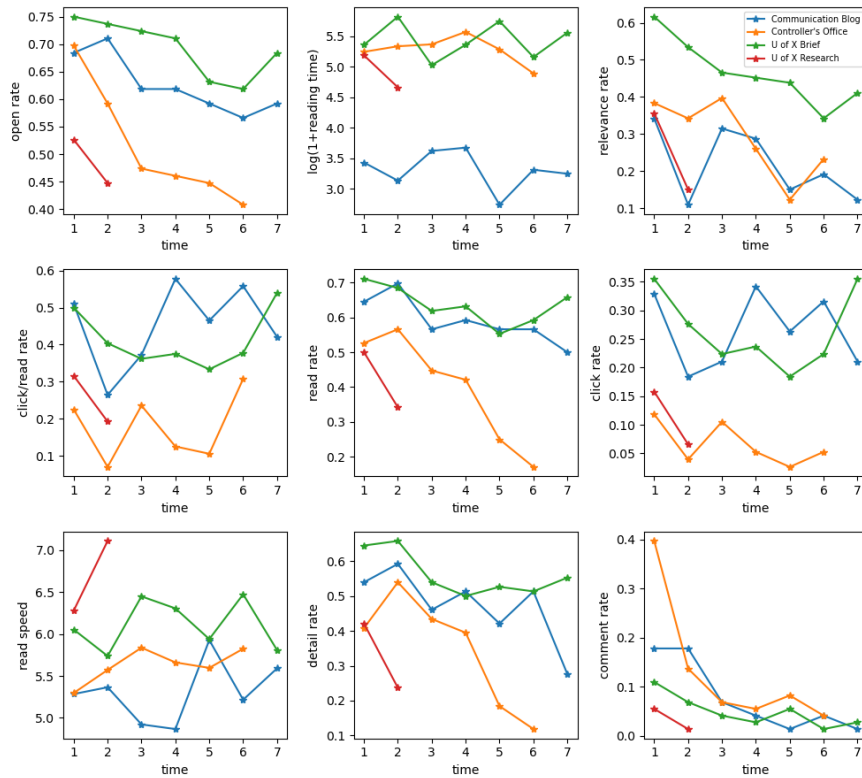 open rate
0.75
0.70
0.65
0.60
0.55
0.50
0.45
0.40
1 2 3 4 5 6 7
time
log(1+reading time)
5.5
5.0
4.5
4.0
3.5
3.0
1 2 3 4 5 6 7
time
relevance rate
0.6
0.5
0.4
0.3
0.2
0.1
Communication Blog
Controller's Office
U of X Brief
U of X Research
1 2 3 4 5 6 7
time
click/read rate
0.6
0.5
0.4
0.3
0.2
0.1
1 2 3 4 5 6 7
time
read rate
0.7
0.6
0.5
0.4
0.3
0.2
1 2 3 4 5 6 7
time
click rate
0.35
0.30
0.25
0.20
0.15
0.10
0.05
1 2 3 4 5 6 7
time
read speed
7.0
6.5
6.0
5.5
5.0
1 2 3 4 5 6 7
time
detail rate
0.6
0.5
0.4
0.3
0.2
0.1
1 2 3 4 5 6 7
time
comment rate
0.4
0.3
0.2
0.1
0.0
1 2 3 4 5 6 7
time